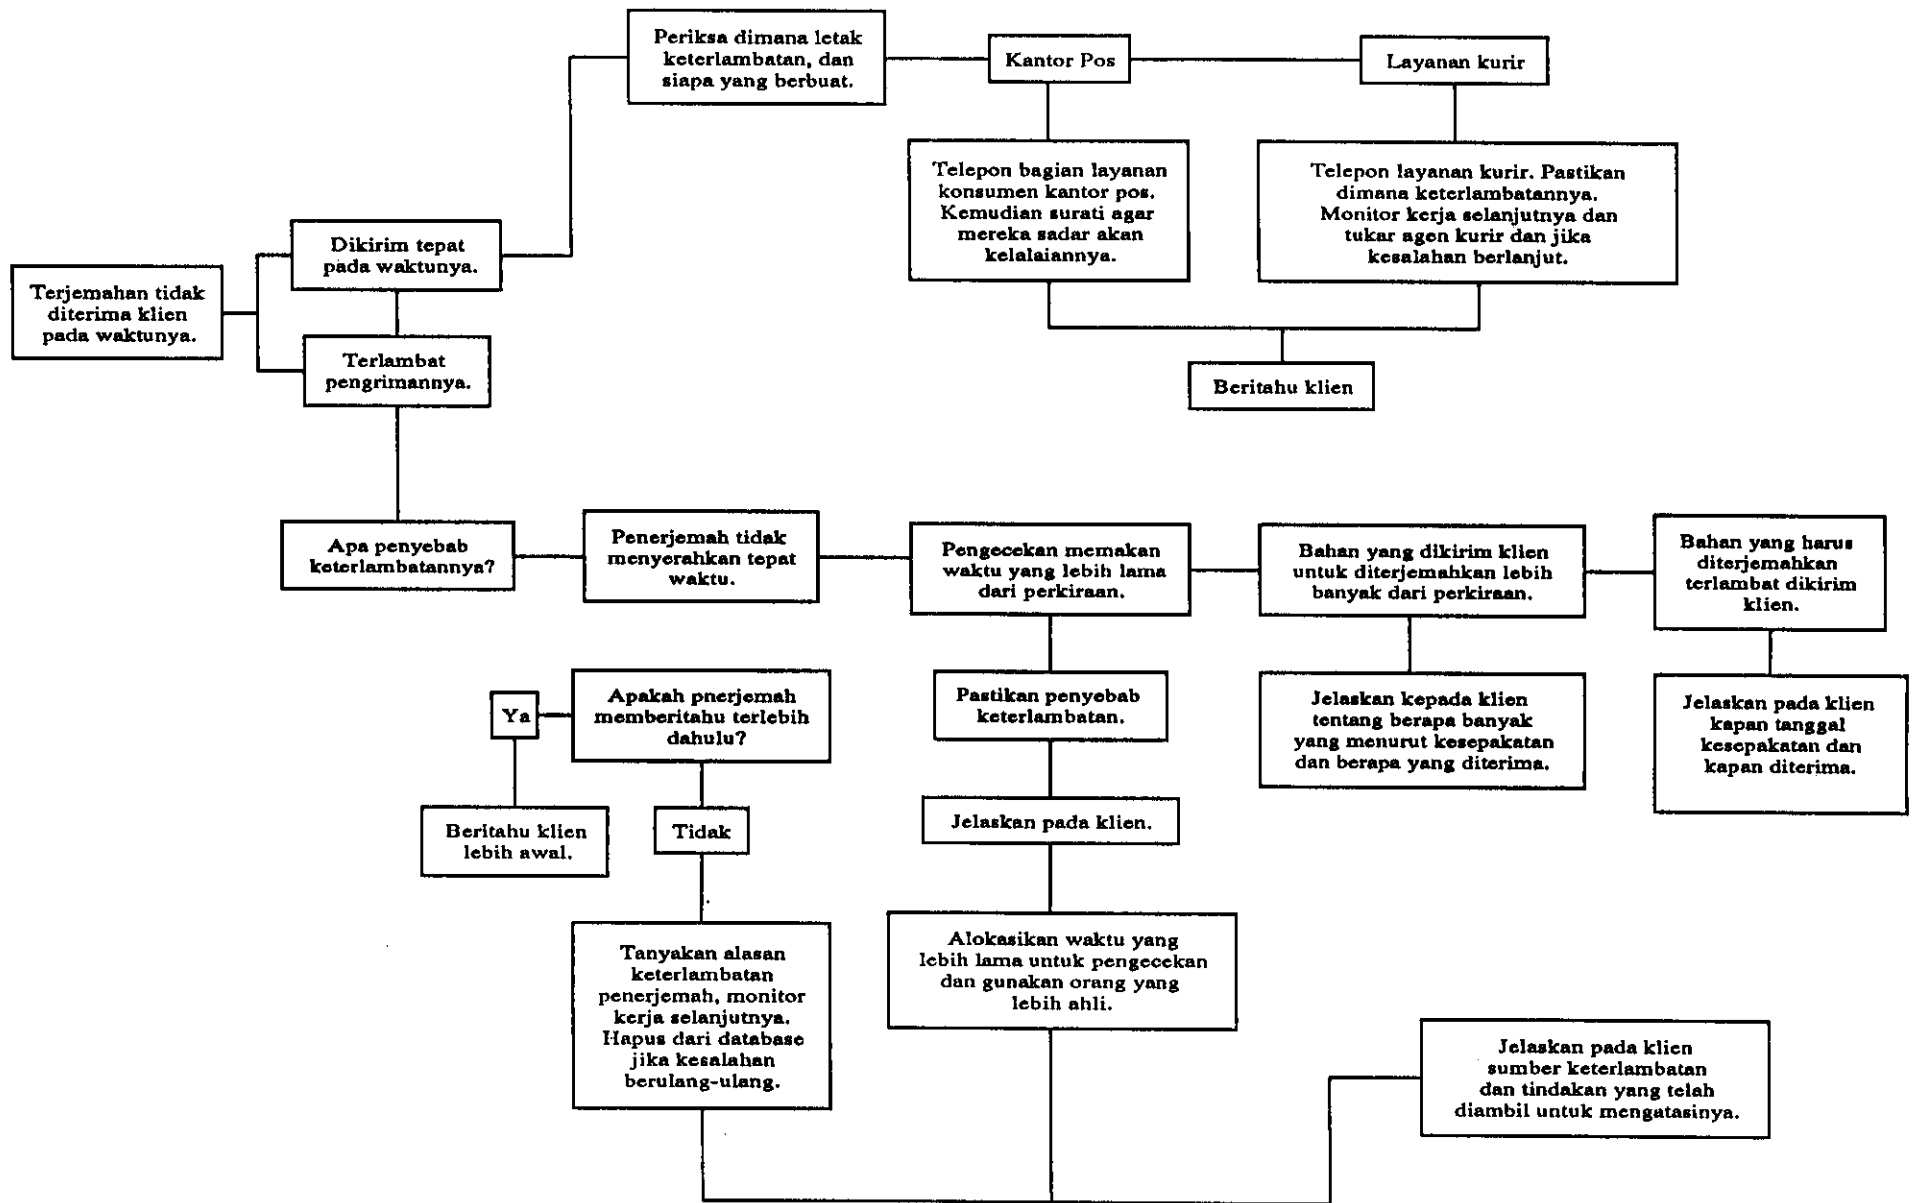 Periksa dimana letak
keterlambatan, dan
siapa yang berbuat.
Kantor Pos
Layanan kurir
Telepon bagian layanan
konsumen kantor pos.
Kemudian surati agar
mereka sadar akan
kelalaiannya.
Telepon layanan kurir. Pastikan
dimana keterlambatannya.
Monitor kerja selanjutnya dan
tukar agen kurir dan jika
kesalahan berlanjut.
Beritahu klien
Dikirim tepat
pada waktunya.
Terjemahan tidak
diterima klien
pada waktunya.
Terlambat
pengrimannya.
Apa penyebab
keterlambatannya?
Penerjemah tidak
menyerahkan tepat
waktu.
Pengecekan memakan
waktu yang lebih lama
dari perkiraan.
Bahan yang dikirim klien
untuk diterjemahkan lebih
banyak dari perkiraan.
Bahan yang harus
diterjemahkan
terlambat dikirim
klien.
Ya
Apakah pnerjemah
memberitahu terlebih
dahulu?
Pastikan penyebab
keterlambatan.
Jelaskan kepada klien
tentang berapa banyak
yang menurut kesepakatan
dan berapa yang diterima.
Jelaskan pada klien
kapan tanggal
kesepakatan dan
kapan diterima.
Beritahu klien
lebih awal.
Tidak
Jelaskan pada klien.
Tanyakan alasan
keterlambatan
penerjemah, monitor
kerja selanjutnya.
Hapus dari database
jika kesalahan
berulang-ulang.
Alokasikan waktu yang
lebih lama untuk pengecekan
dan gunakan orang yang
lebih ahli.
Jelaskan pada klien
sumber keterlambatan
dan tindakan yang telah
diambil untuk mengatasinya.